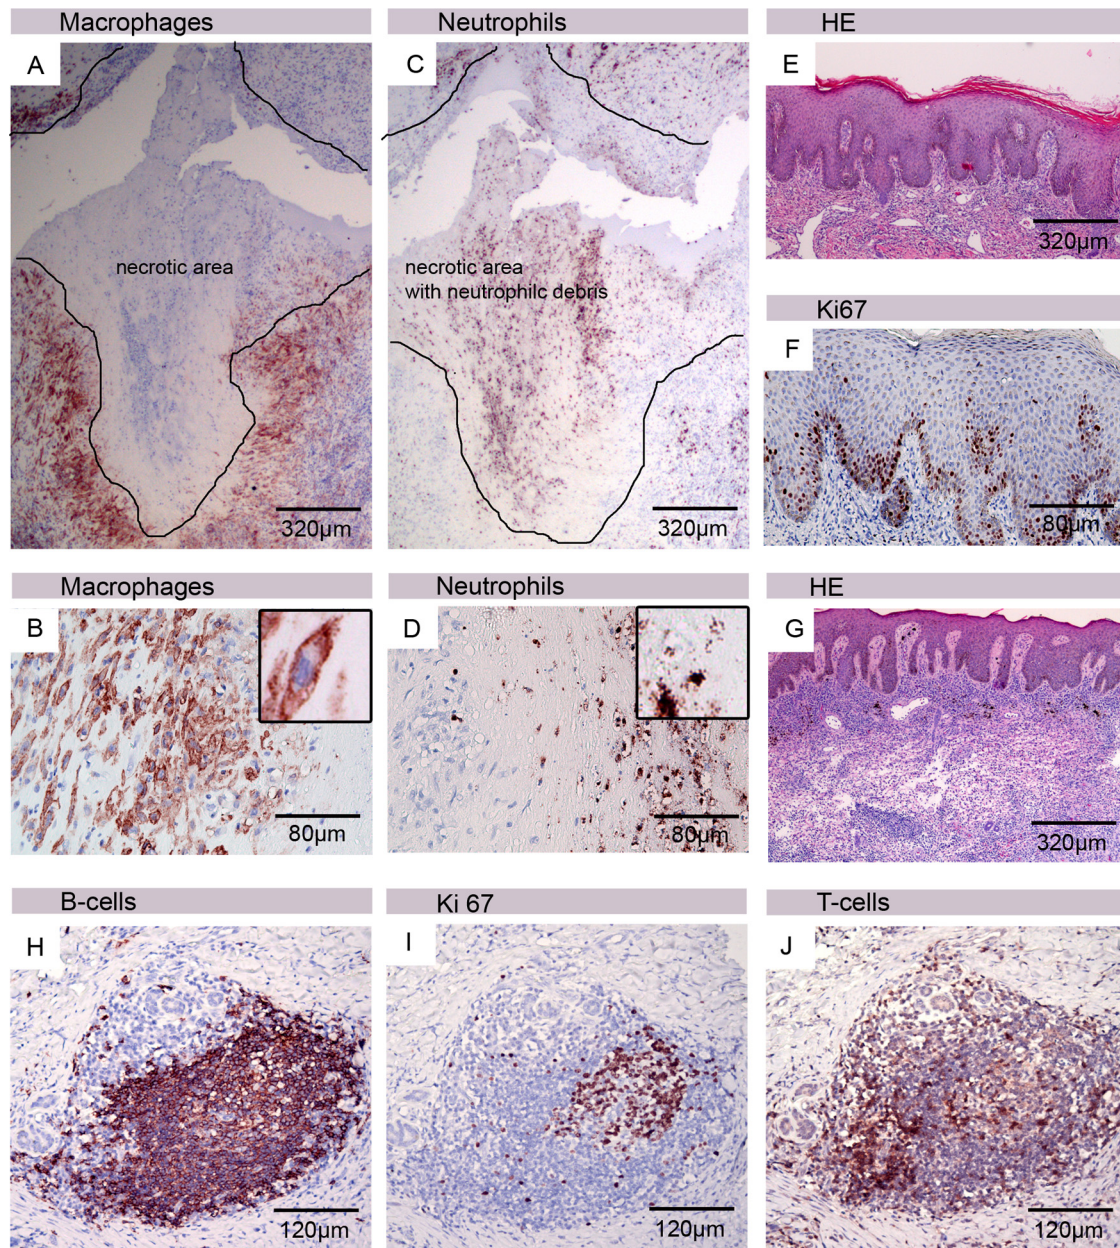 Macrophages
Neutrophils
HE
A
C
E
necrotic area
necrotic area
with neutrophilc debris
320µm
320µm
320µm
Ki67
F
80µm
Macrophages
Neutrophils
HE
B
D
G
80µm
80µm
320µm
B-cells
Ki 67
T-cells
H
I
J
120µm
120µm
120µm